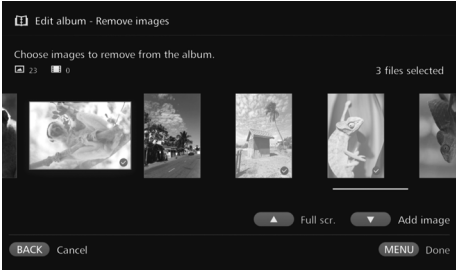 Edit album - Remove images
Choose images to remove from the album.
23 0
3 files selected
Full scr. Add image
BACK Cancel MENU Done